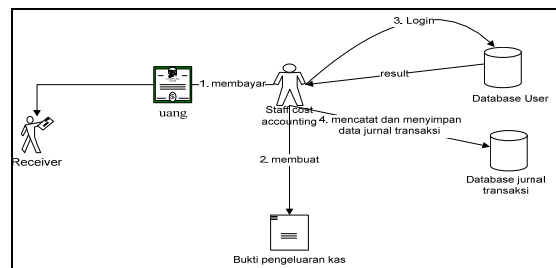 3. Login
1. membayar
result
uang
Staff cost
accounting
Database User
4. mencatat dan menyimpan
data jurnal transaksi
Receiver
2. membuat
Database jurnal
transaksi
Bukti pengeluaran kas